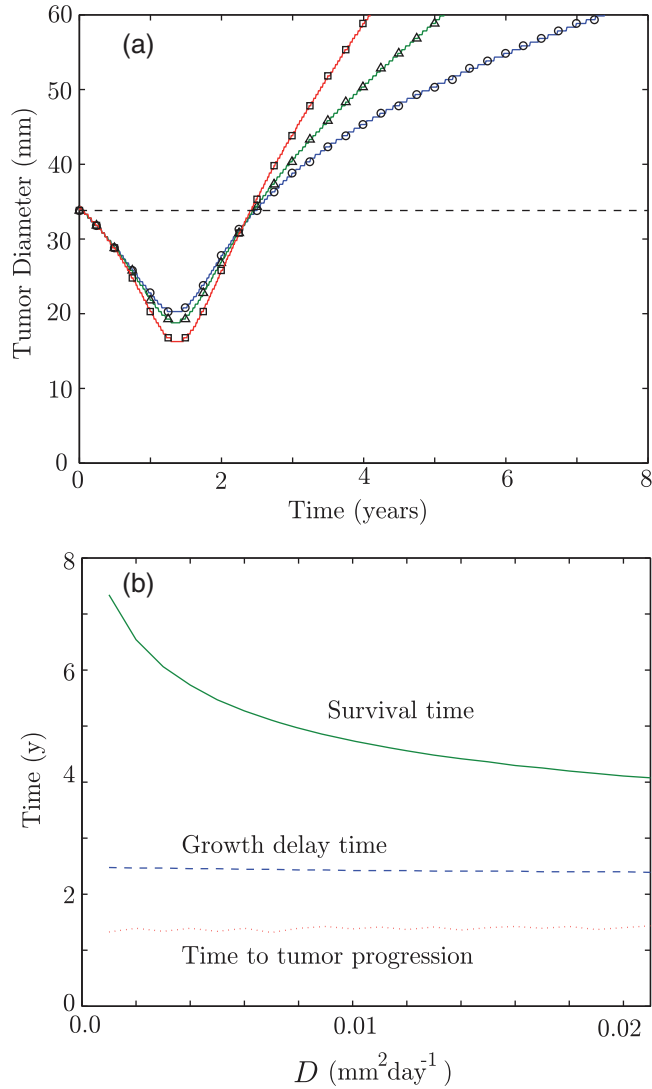 (a)
60
50
40
30
20
10
0
Tumor Diameter (mm)
0 2 4 6 8
Time (years)
(b)
8
6
4
2
0
Time (y)
Survival time
Growth delay time
Time to tumor progression
0.0 0.01 0.02
D (mm²day⁻¹)